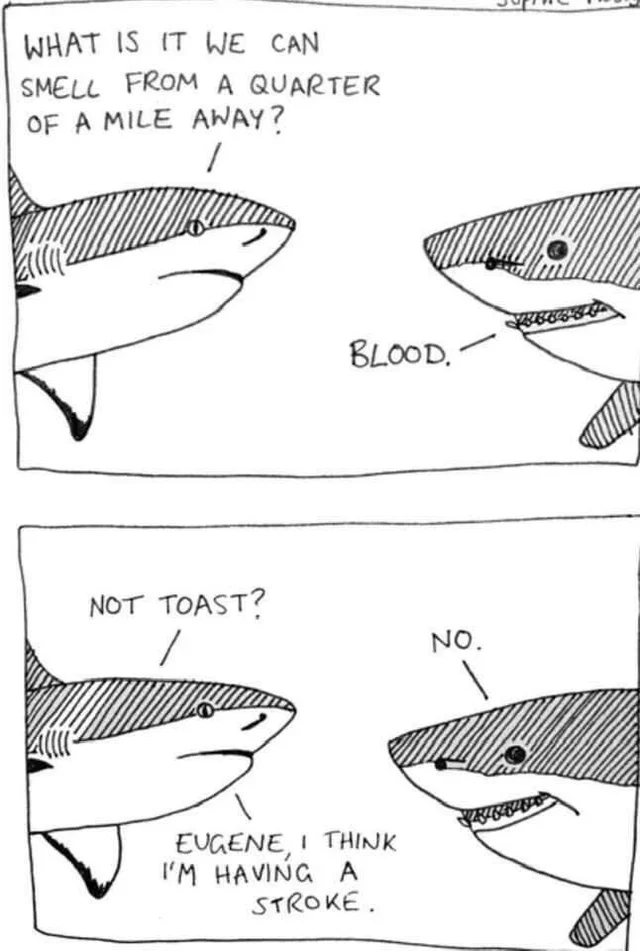 WHAT IS IT WE CAN
SMELL FROM A QUARTER
OF A MILE AWAY?
BLOOD.
NOT TOAST?
NO.
EUGENE, I THINK
I'M HAVING A
STROKE.